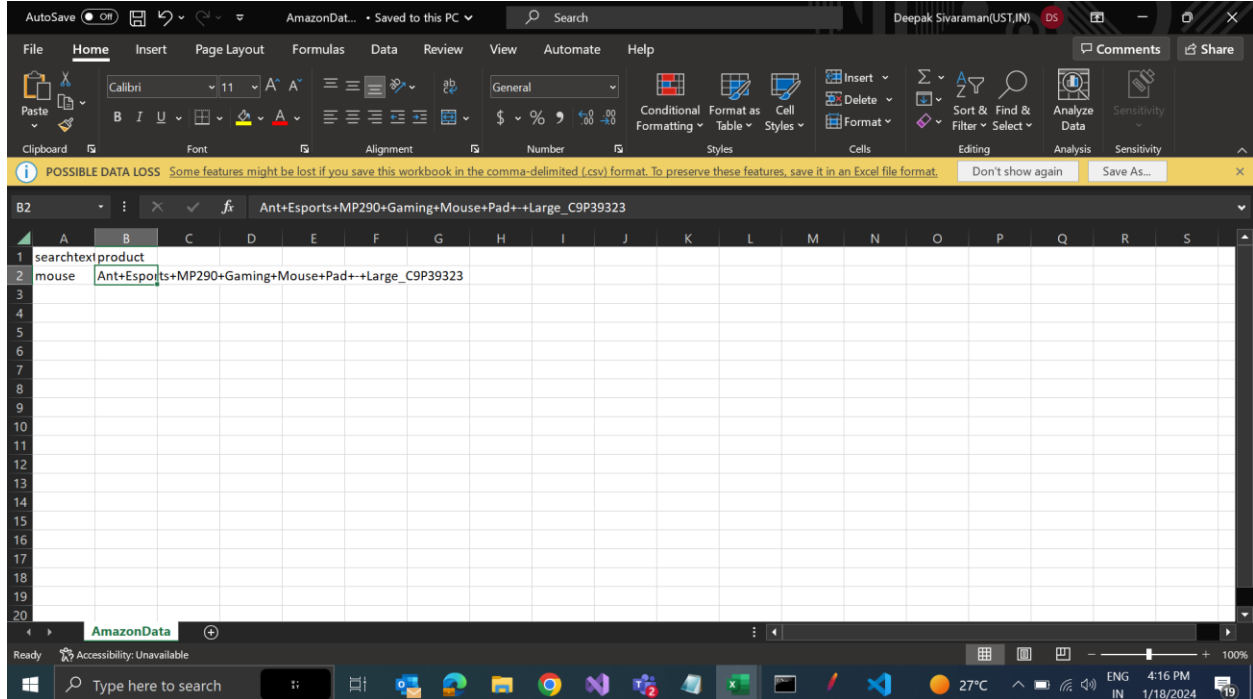 AutoSave Off AmazonDat... • Saved to this PC Search Deepak Sivaraman(UST,IN) DS
File Home Insert Page Layout Formulas Data Review View Automate Help Comments Share
Paste
Clipboard
Calibri 11 A^ A˅
B I U A
Font
ab
Alignment
General
$ % 9 .00
Number
Conditional Formatting Format as Table Cell Styles
Styles
Insert
Delete
Format
Cells
Sort & Filter Find & Select
Editing
Analyze Data
Analysis
Sensitivity
Sensitivity
POSSIBLE DATA LOSS Some features might be lost if you save this workbook in the comma-delimited (.csv) format. To preserve these features, save it in an Excel file format. Don't show again Save As...
B2 fx Ant+Esports+MP290+Gaming+Mouse+Pad+-+Large_C9P39323
A B C D E F G H I J K L M N O P Q R S
1 searchtext product
2 mouse Ant+Esports+MP290+Gaming+Mouse+Pad+-+Large_C9P39323
3
4
5
6
7
8
9
10
11
12
13
14
15
16
17
18
19
20
AmazonData
Ready Accessibility: Unavailable 100%
Type here to search 27°C ENG 4:16 PM
IN 1/18/2024 19